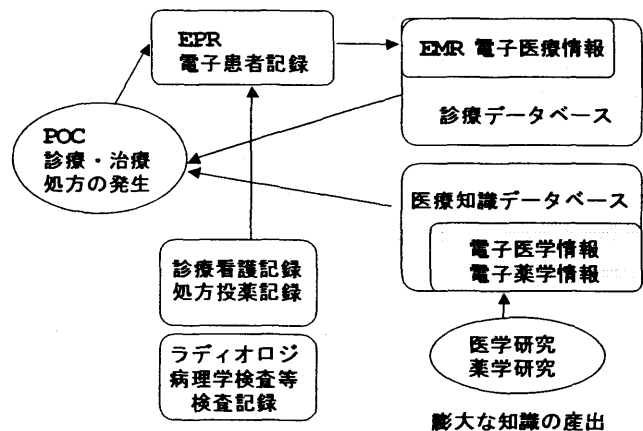 EPR
電子患者記録
EMR 電子医療情報
診療データベース
POC
診療・治療
処方の発生
医療知識データベース
電子医学情報
電子薬学情報
診療看護記録
処方投薬記録
ラディオロジ
病理学検査等
検査記録
医学研究
薬学研究
膨大な知識の産出